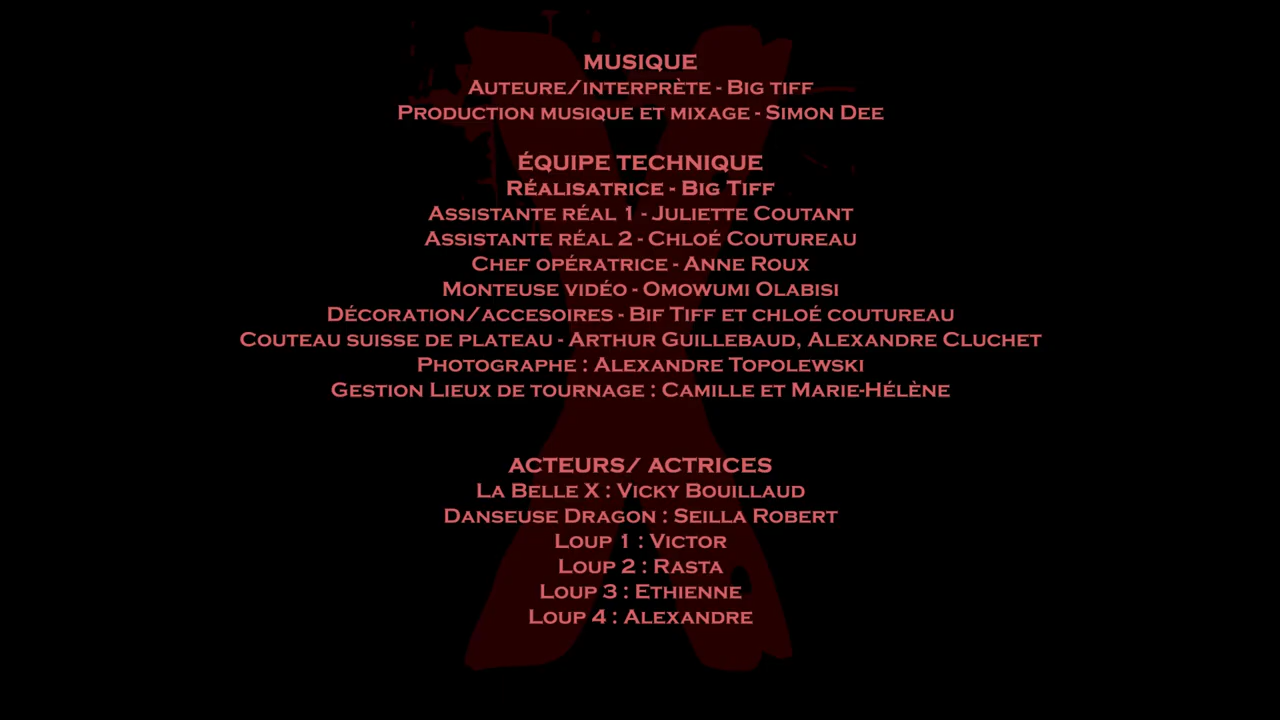 MUSIQUE
Auteure/interprète - Big tiff
Production musique et mixage - Simon Dee
ÉQUIPE TECHNIQUE
Réalisatrice - Big Tiff
Assistante réal 1 - Juliette Coutant
Assistante réal 2 - Chloé Coutureau
Chef opératrice - Anne Roux
Monteuse vidéo - Omowumi Olabisi
Décoration/accesoires - Bif Tiff et chloé coutureau
Couteau suisse de plateau - Arthur Guillebaud, Alexandre Cluchet
Photographe : Alexandre Topolewski
Gestion Lieux de tournage : Camille et Marie-Hélène
ACTEURS/ ACTRICES
La Belle X : Vicky Bouillaud
Danseuse Dragon : Seilla Robert
Loup 1 : Victor
Loup 2 : Rasta
Loup 3 : Ethienne
Loup 4 : Alexandre